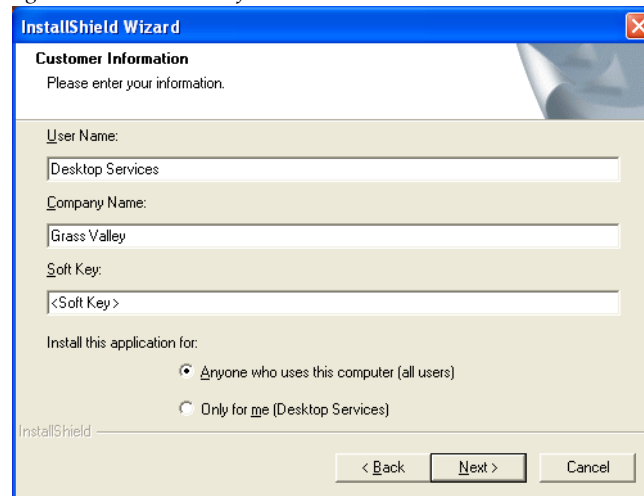 InstallShield Wizard
Customer Information
Please enter your information.
User Name:
Desktop Services
Company Name:
Grass Valley
Soft Key:
<Soft Key>
Install this application for:
Anyone who uses this computer (all users)
Only for me (Desktop Services)
InstallShield
< Back Next > Cancel